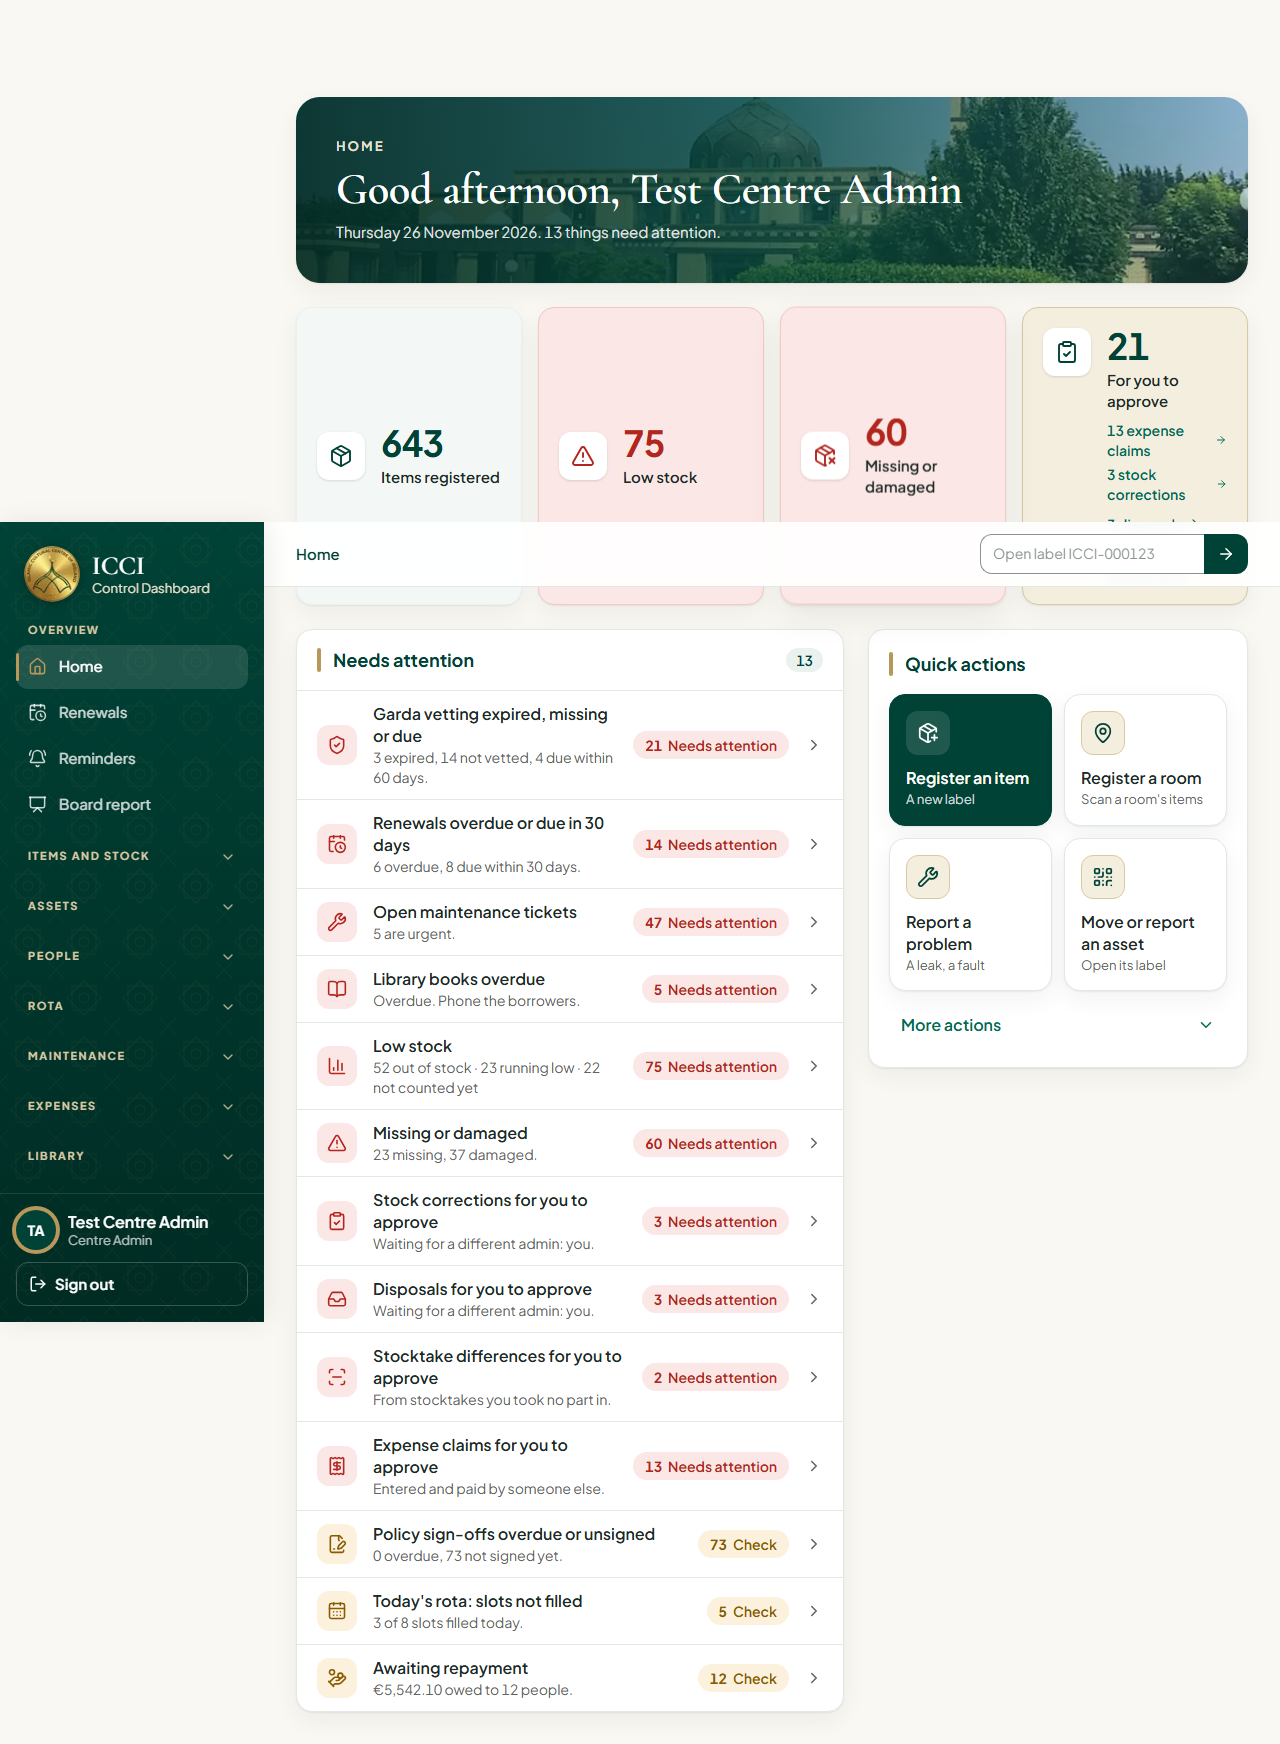 HOME
Good afternoon, Test Centre Admin
Thursday 26 November 2026. 13 things need attention.
643
Items registered
75
Low stock
60
Missing or
damaged
21
For you to
approve
13 expense
claims
3 stock
corrections
ICCI
Control Dashboard
Home
Open label ICCI-000123
OVERVIEW
Home
Renewals
Reminders
Board report
ITEMS AND STOCK
ASSETS
PEOPLE
ROTA
MAINTENANCE
EXPENSES
LIBRARY
TA
Test Centre Admin
Centre Admin
Sign out
Needs attention
13
Garda vetting expired, missing
or due
3 expired, 14 not vetted, 4 due within
60 days.
21 Needs attention
Renewals overdue or due in 30
days
6 overdue, 8 due within 30 days.
14 Needs attention
Open maintenance tickets
5 are urgent.
47 Needs attention
Library books overdue
Overdue. Phone the borrowers.
5 Needs attention
Low stock
52 out of stock · 23 running low · 22
not counted yet
75 Needs attention
Missing or damaged
23 missing, 37 damaged.
60 Needs attention
Stock corrections for you to
approve
Waiting for a different admin: you.
3 Needs attention
Disposals for you to approve
Waiting for a different admin: you.
3 Needs attention
Stocktake differences for you to
approve
From stocktakes you took no part in.
2 Needs attention
Expense claims for you to
approve
Entered and paid by someone else.
13 Needs attention
Policy sign-offs overdue or unsigned
0 overdue, 73 not signed yet.
73 Check
Today's rota: slots not filled
3 of 8 slots filled today.
5 Check
Awaiting repayment
€5,542.10 owed to 12 people.
12 Check
Quick actions
Register an item
A new label
Register a room
Scan a room's items
Report a
problem
A leak, a fault
Move or report
an asset
Open its label
More actions